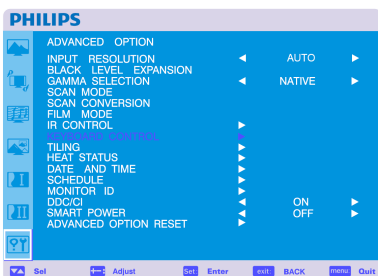 PHILIPS
ADVANCED OPTION
INPUT RESOLUTION AUTO
BLACK LEVEL EXPANSION
GAMMA SELECTION NATIVE
SCAN MODE
SCAN CONVERSION
FILM MODE
IR CONTROL
KEYBOARD CONTROL
TILING
HEAT STATUS
DATE AND TIME
SCHEDULE
MONITOR ID
DDC/CI ON
SMART POWER OFF
ADVANCED OPTION RESET
Sel Adjust Set Enter exit BACK menu Quit